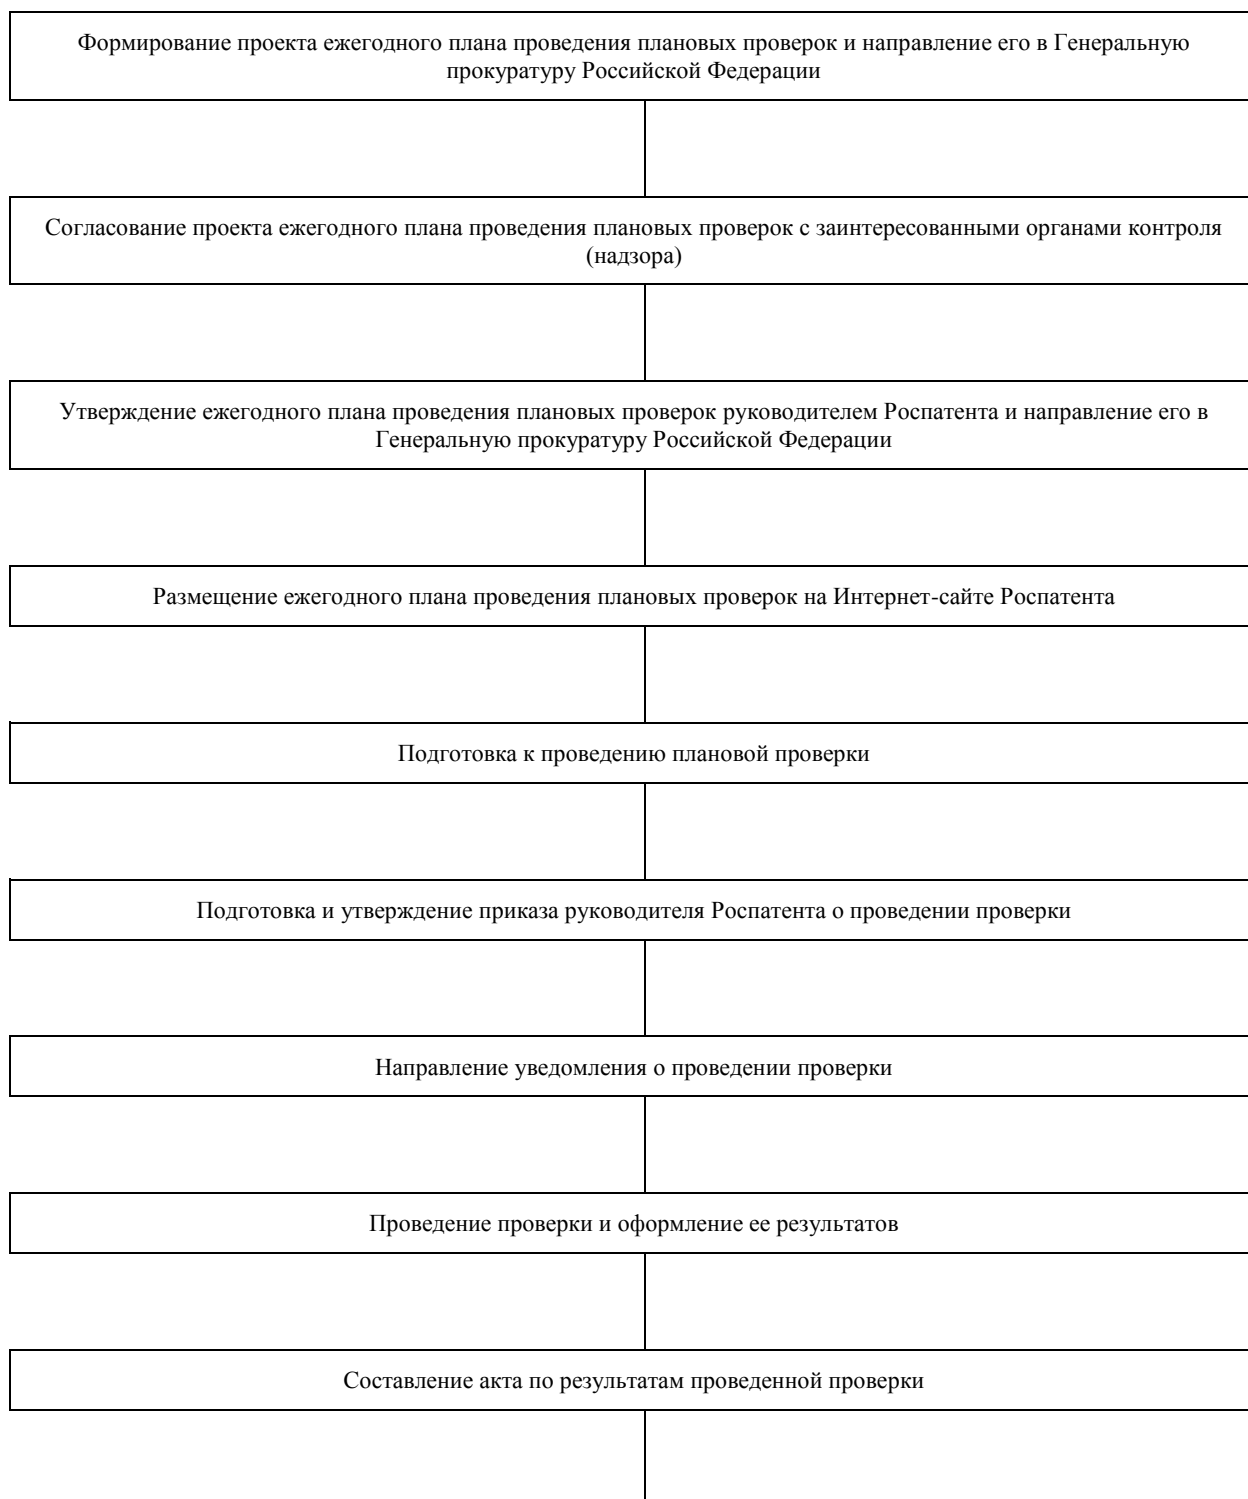 Формирование проекта ежегодного плана проведения плановых проверок и направление его в Генеральную
прокуратуру Российской Федерации
Согласование проекта ежегодного плана проведения плановых проверок с заинтересованными органами контроля
(надзора)
Утверждение ежегодного плана проведения плановых проверок руководителем Роспатента и направление его в
Генеральную прокуратуру Российской Федерации
Размещение ежегодного плана проведения плановых проверок на Интернет-сайте Роспатента
Подготовка к проведению плановой проверки
Подготовка и утверждение приказа руководителя Роспатента о проведении проверки
Направление уведомления о проведении проверки
Проведение проверки и оформление ее результатов
Составление акта по результатам проведенной проверки